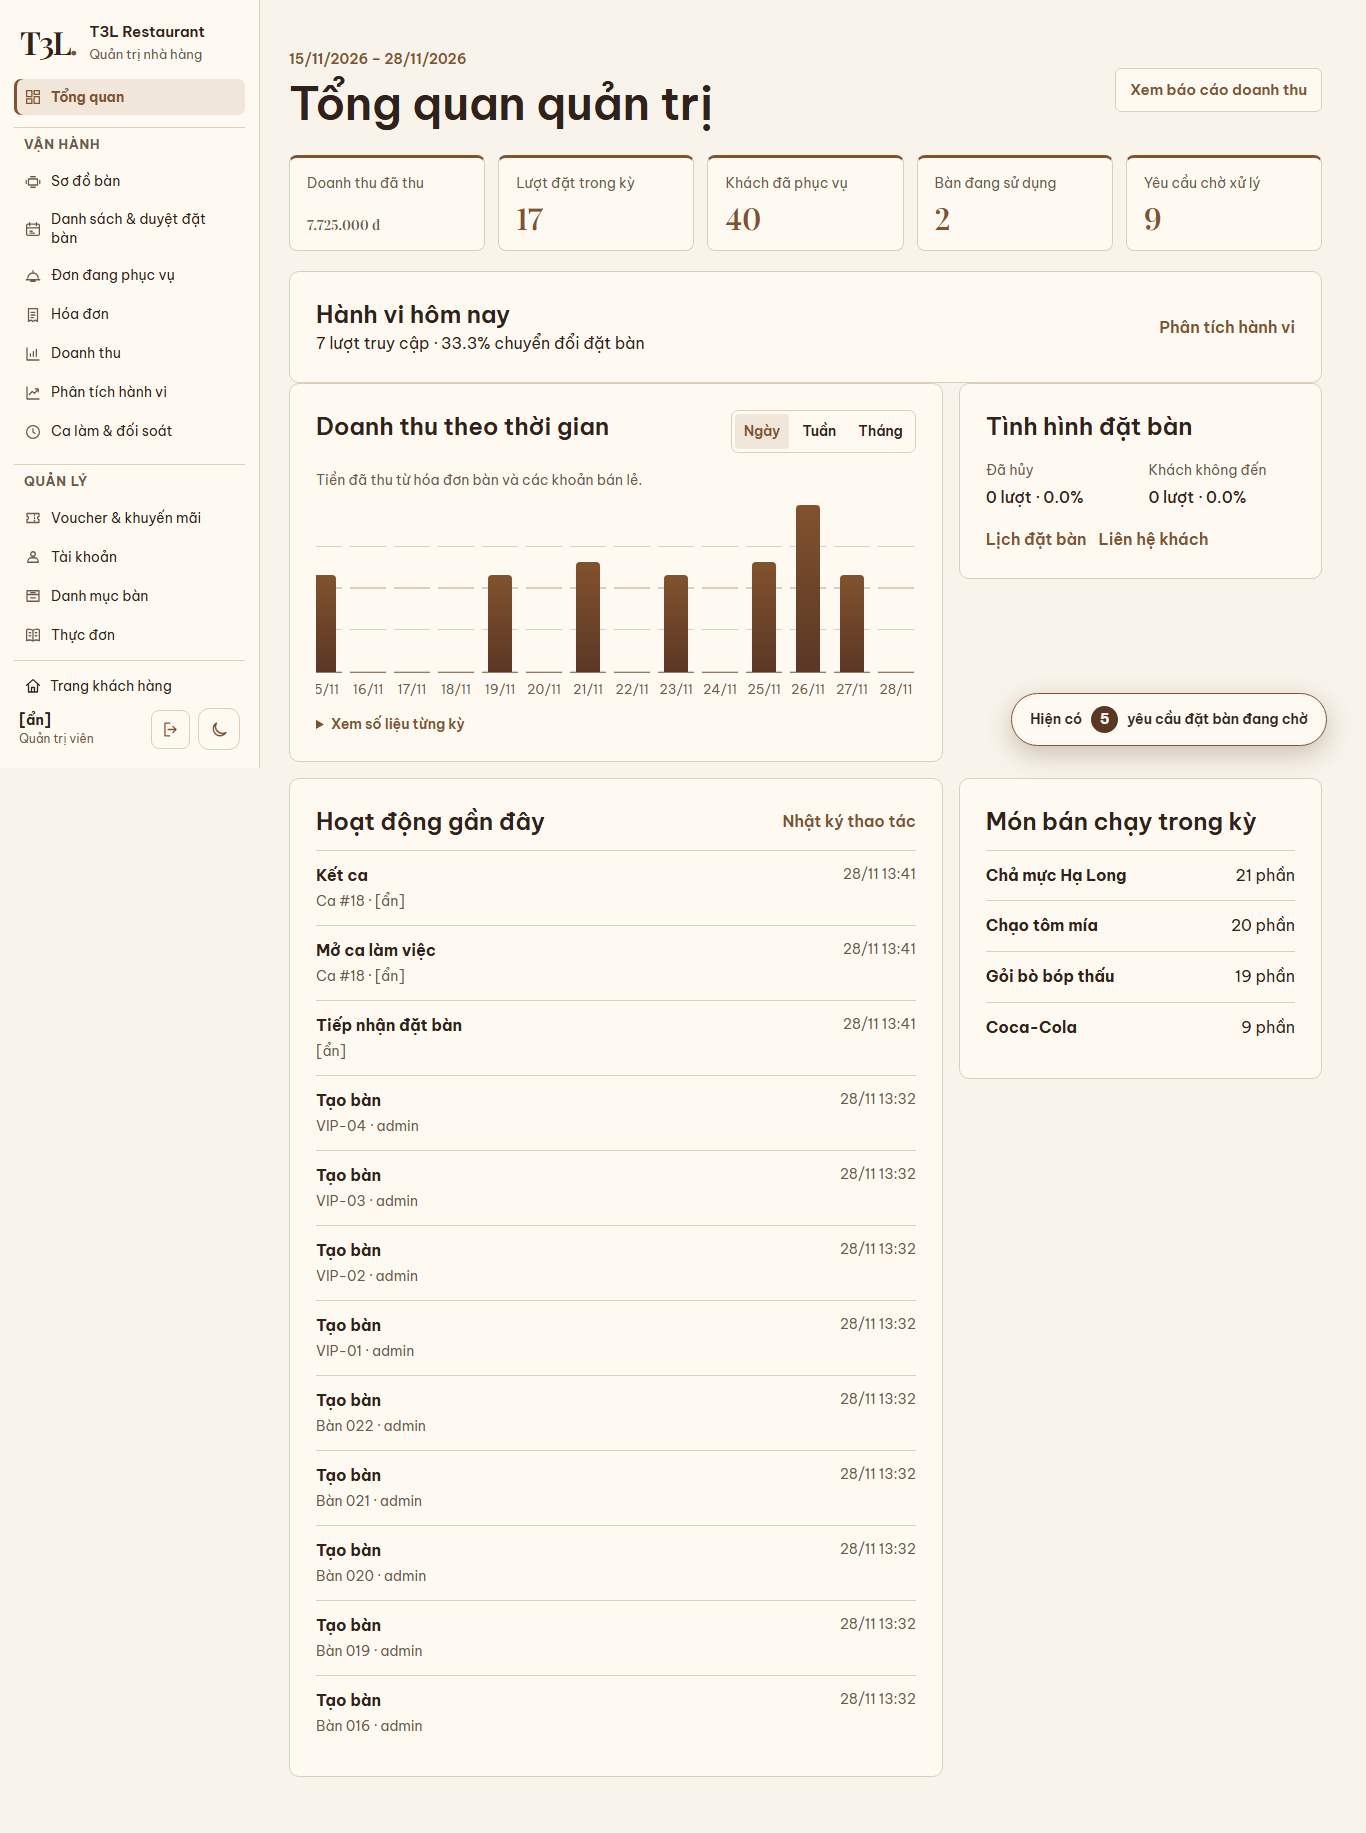 T3L.
T3L Restaurant
Quản trị nhà hàng
Tổng quan
VẬN HÀNH
Sơ đồ bàn
Danh sách & duyệt đặt
bàn
Đơn đang phục vụ
Hóa đơn
Doanh thu
Phân tích hành vi
Ca làm & đối soát
QUẢN LÝ
Voucher & khuyến mãi
Tài khoản
Danh mục bàn
Thực đơn
Trang khách hàng
[ẩn]
Quản trị viên
15/11/2026 – 28/11/2026
Tổng quan quản trị
Xem báo cáo doanh thu
Doanh thu đã thu
7.725.000 đ
Lượt đặt trong kỳ
17
Khách đã phục vụ
40
Bàn đang sử dụng
2
Yêu cầu chờ xử lý
9
Hành vi hôm nay
7 lượt truy cập · 33.3% chuyển đổi đặt bàn
Phân tích hành vi
Doanh thu theo thời gian
Ngày Tuần Tháng
Tiền đã thu từ hóa đơn bàn và các khoản bán lẻ.
5/11 16/11 17/11 18/11 19/11 20/11 21/11 22/11 23/11 24/11 25/11 26/11 27/11 28/11
Xem số liệu từng kỳ
Tình hình đặt bàn
Đã hủy
0 lượt · 0.0%
Khách không đến
0 lượt · 0.0%
Lịch đặt bàn Liên hệ khách
Hiện có 5 yêu cầu đặt bàn đang chờ
Hoạt động gần đây
Nhật ký thao tác
Kết ca
28/11 13:41
Ca #18 · [ẩn]
Mở ca làm việc
28/11 13:41
Ca #18 · [ẩn]
Tiếp nhận đặt bàn
28/11 13:41
[ẩn]
Tạo bàn
28/11 13:32
VIP-04 · admin
Tạo bàn
28/11 13:32
VIP-03 · admin
Tạo bàn
28/11 13:32
VIP-02 · admin
Tạo bàn
28/11 13:32
VIP-01 · admin
Tạo bàn
28/11 13:32
Bàn 022 · admin
Tạo bàn
28/11 13:32
Bàn 021 · admin
Tạo bàn
28/11 13:32
Bàn 020 · admin
Tạo bàn
28/11 13:32
Bàn 019 · admin
Tạo bàn
28/11 13:32
Bàn 016 · admin
Món bán chạy trong kỳ
Chả mực Hạ Long
21 phần
Chạo tôm mía
20 phần
Gỏi bò bóp thấu
19 phần
Coca-Cola
9 phần